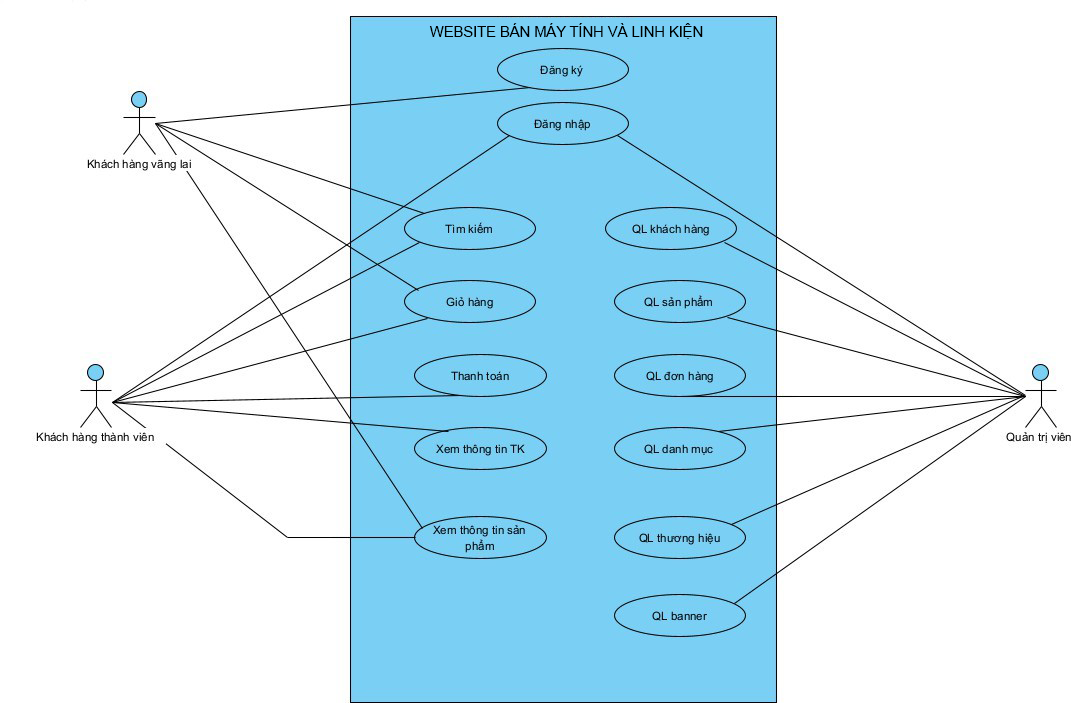 WEBSITE BÁN MÁY TÍNH VÀ LINH KIỆN
Đăng ký
Đăng nhập
Khách hàng vãng lai
Tìm kiếm
QL khách hàng
Giỏ hàng
QL sản phẩm
Thanh toán
QL đơn hàng
Khách hàng thành viên
Quản trị viên
Xem thông tin TK
QL danh mục
Xem thông tin sản
phẩm
QL thương hiệu
QL banner